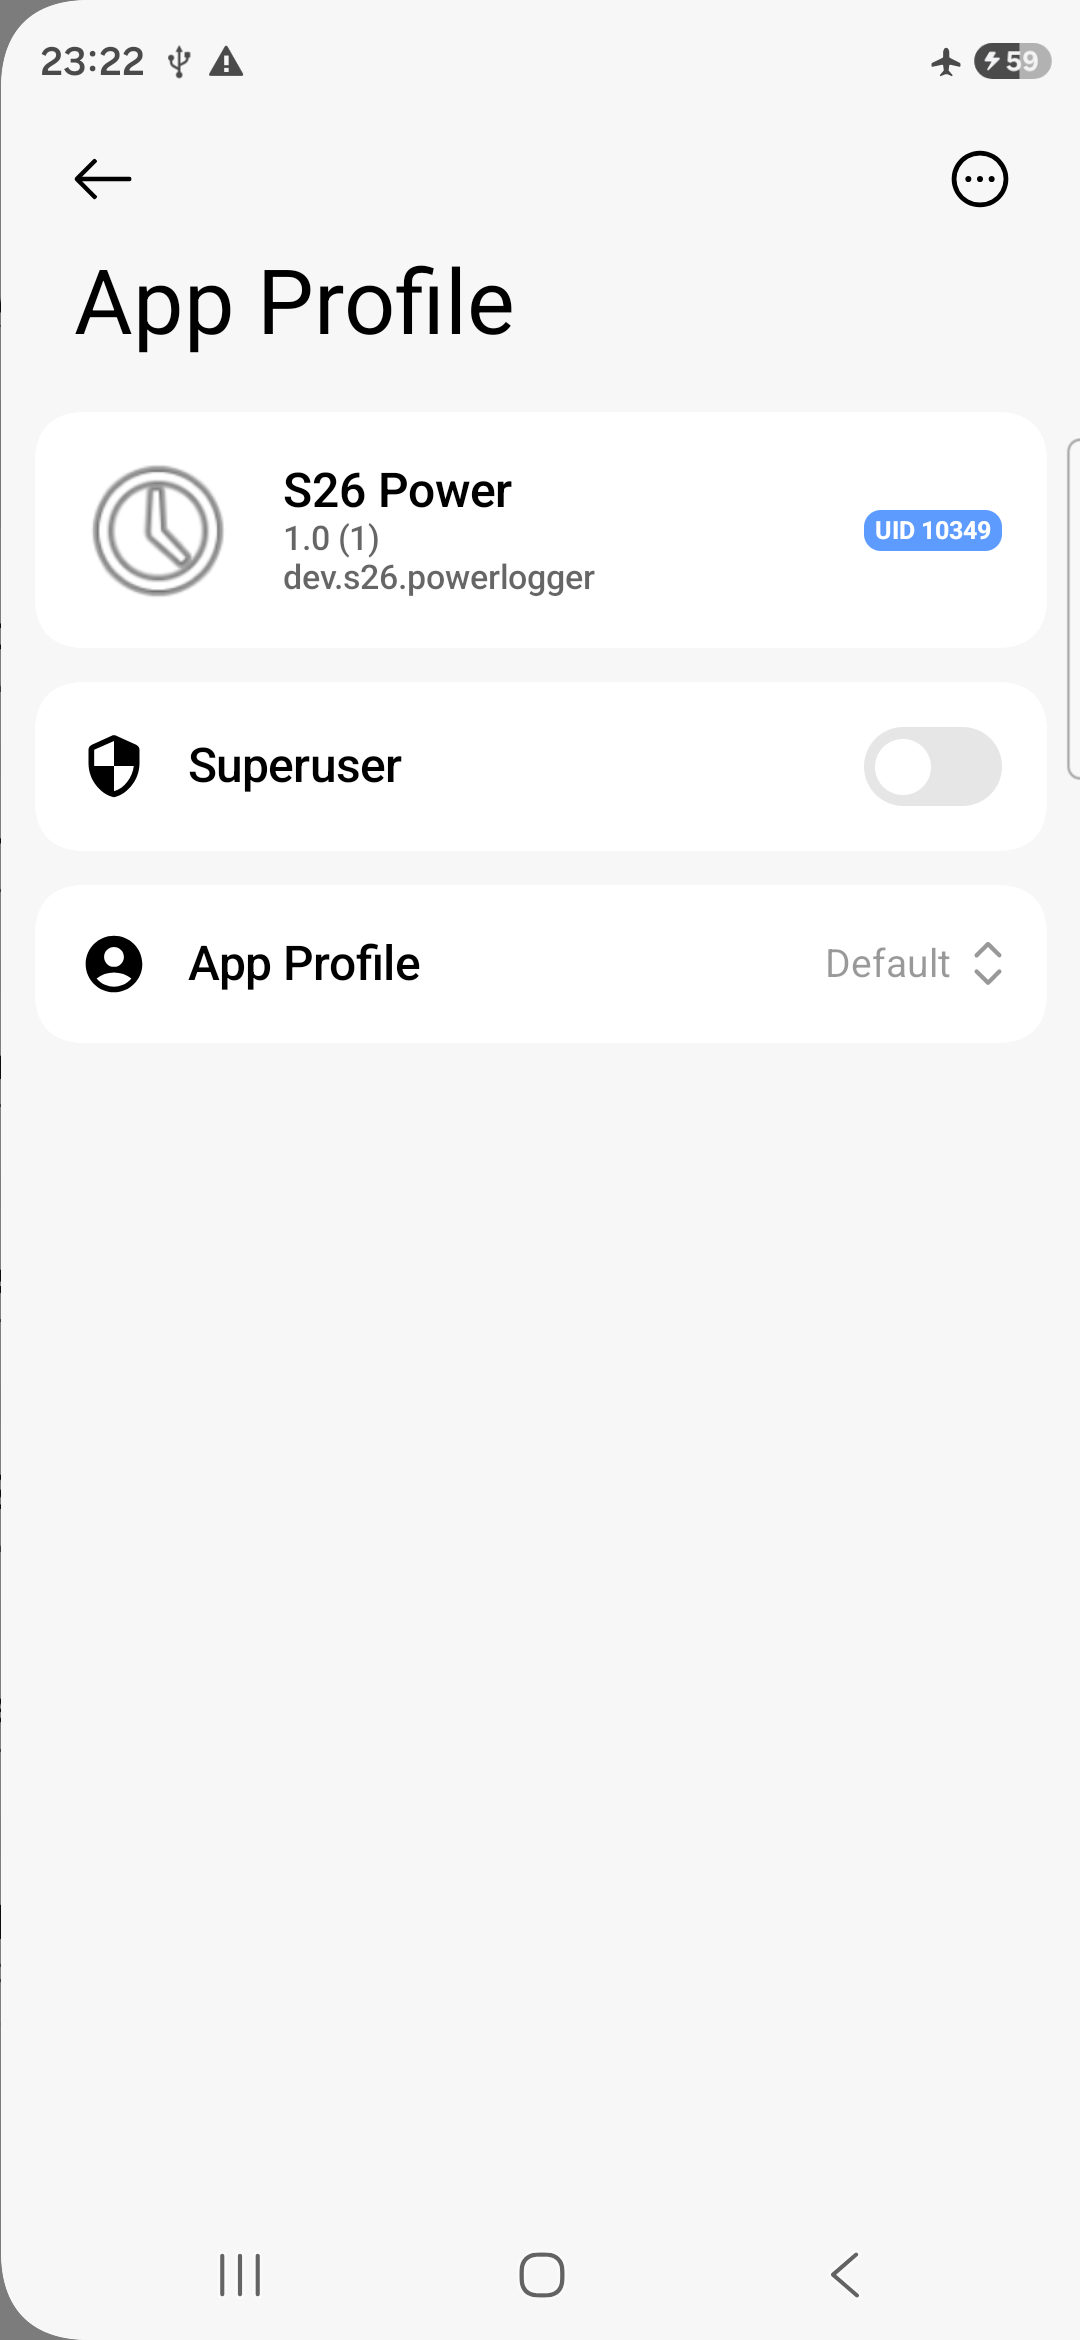 23:22
59
App Profile
S26 Power
1.0 (1)
dev.s26.powerlogger
UID 10349
Superuser
App Profile
Default